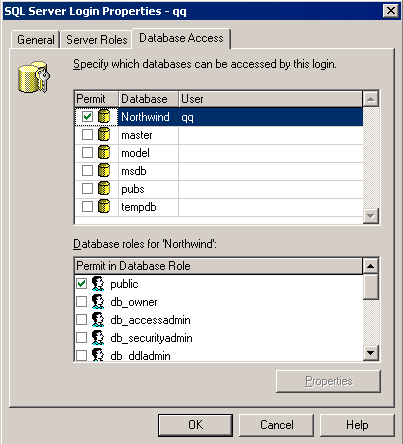 SQL Server Login Properties - qq
General Server Roles Database Access
Specify which databases can be accessed by this login.
Permit Database User
Northwind qq
master
model
msdb
pubs
tempdb
Database roles for 'Northwind':
Permit in Database Role
public
db_owner
db_accessadmin
db_securityadmin
db_ddladmin
Properties
OK Cancel Help